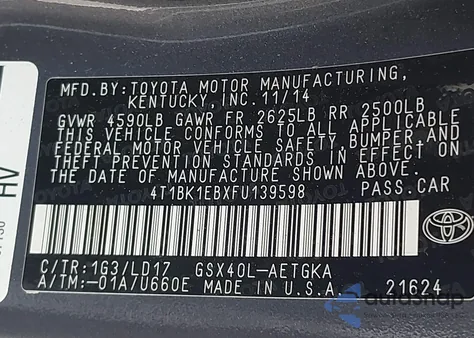 MFD.BY:TOYOTA MOTOR MANUFACTURING,
KENTUCKY, INC. 11/14
GVWR 4590LB GAWR FR 2625LB RR 2500LB
THIS VEHICLE CONFORMS TO ALL APPLICABLE
FEDERAL MOTOR VEHICLE SAFETY, BUMPER, AND
THEFT PREVENTION STANDARDS IN EFFECT ON
THE DATE OF MANUFACTURE SHOWN ABOVE.
4T1BK1EBXFU139598 PASS.CAR
C/TR:1G3/LD17 GSX40L-AETGKA
A/TM:-01A/U660E MADE IN U.S.A. 21624
HV
autosnap